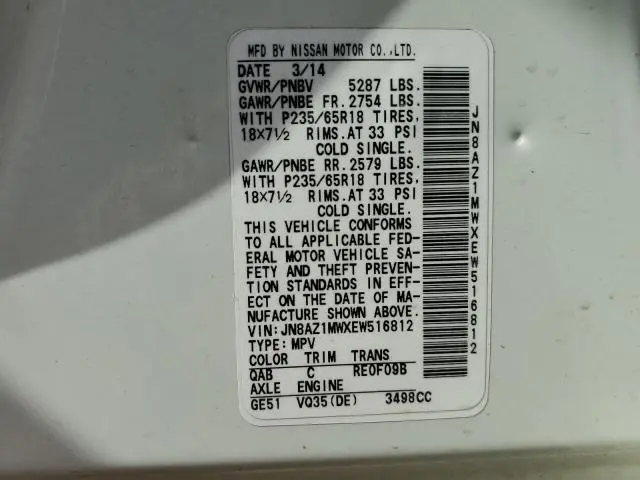 MFD BY NISSAN MOTOR CO.,LTD.
DATE 3/14
GVWR/PNBV 5287 LBS.
GAWR/PNBE FR.2754 LBS.
WITH P235/65R18 TIRES,
18X7½ RIMS.AT 33 PSI
COLD SINGLE.
GAWR/PNBE RR.2579 LBS.
WITH P235/65R18 TIRES,
18X7½ RIMS.AT 33 PSI
COLD SINGLE.
THIS VEHICLE CONFORMS
TO ALL APPLICABLE FED-
ERAL MOTOR VEHICLE SA-
FETY AND THEFT PREVEN-
TION STANDARDS IN EFF-
ECT ON THE DATE OF MA-
NUFACTURE SHOWN ABOVE.
VIN:JN8AZ1MWXEW516812
TYPE:MPV
COLOR TRIM TRANS
QAB C RE0F09B
AXLE ENGINE
GE51 VQ35(DE) 3498CC
JN8AZ1MWXEW516812